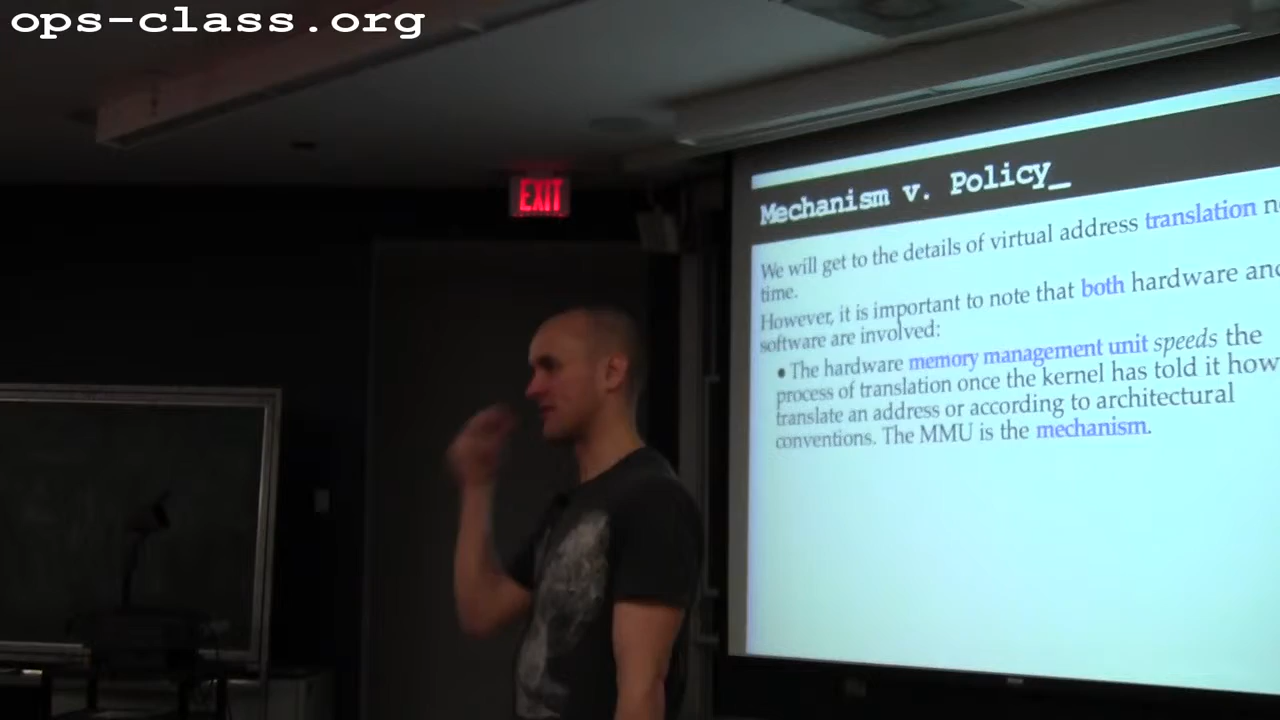 ops-class.org
EXIT
Mechanism v. Policy_
We will get to the details of virtual address translation
time.
However, it is important to note that both hardware and
software are involved:
• The hardware memory management unit speeds the
process of translation once the kernel has told it how
translate an address or according to architectural
conventions. The MMU is the mechanism.